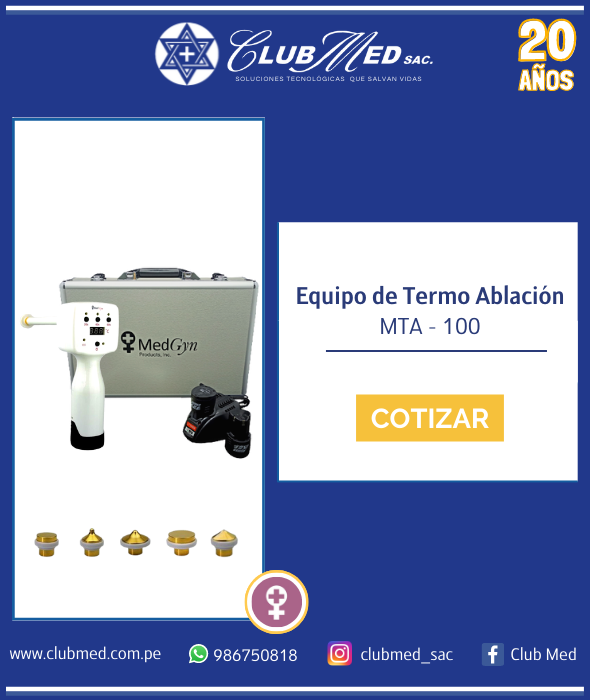 CLUB MED SAC.
SOLUCIONES TECNOLÓGICAS QUE SALVAN VIDAS
20
AÑOS
MedGyn
Products, Inc.
Equipo de Termo Ablación
MTA - 100
COTIZAR
www.clubmed.com.pe
986750818
clubmed_sac
Club Med